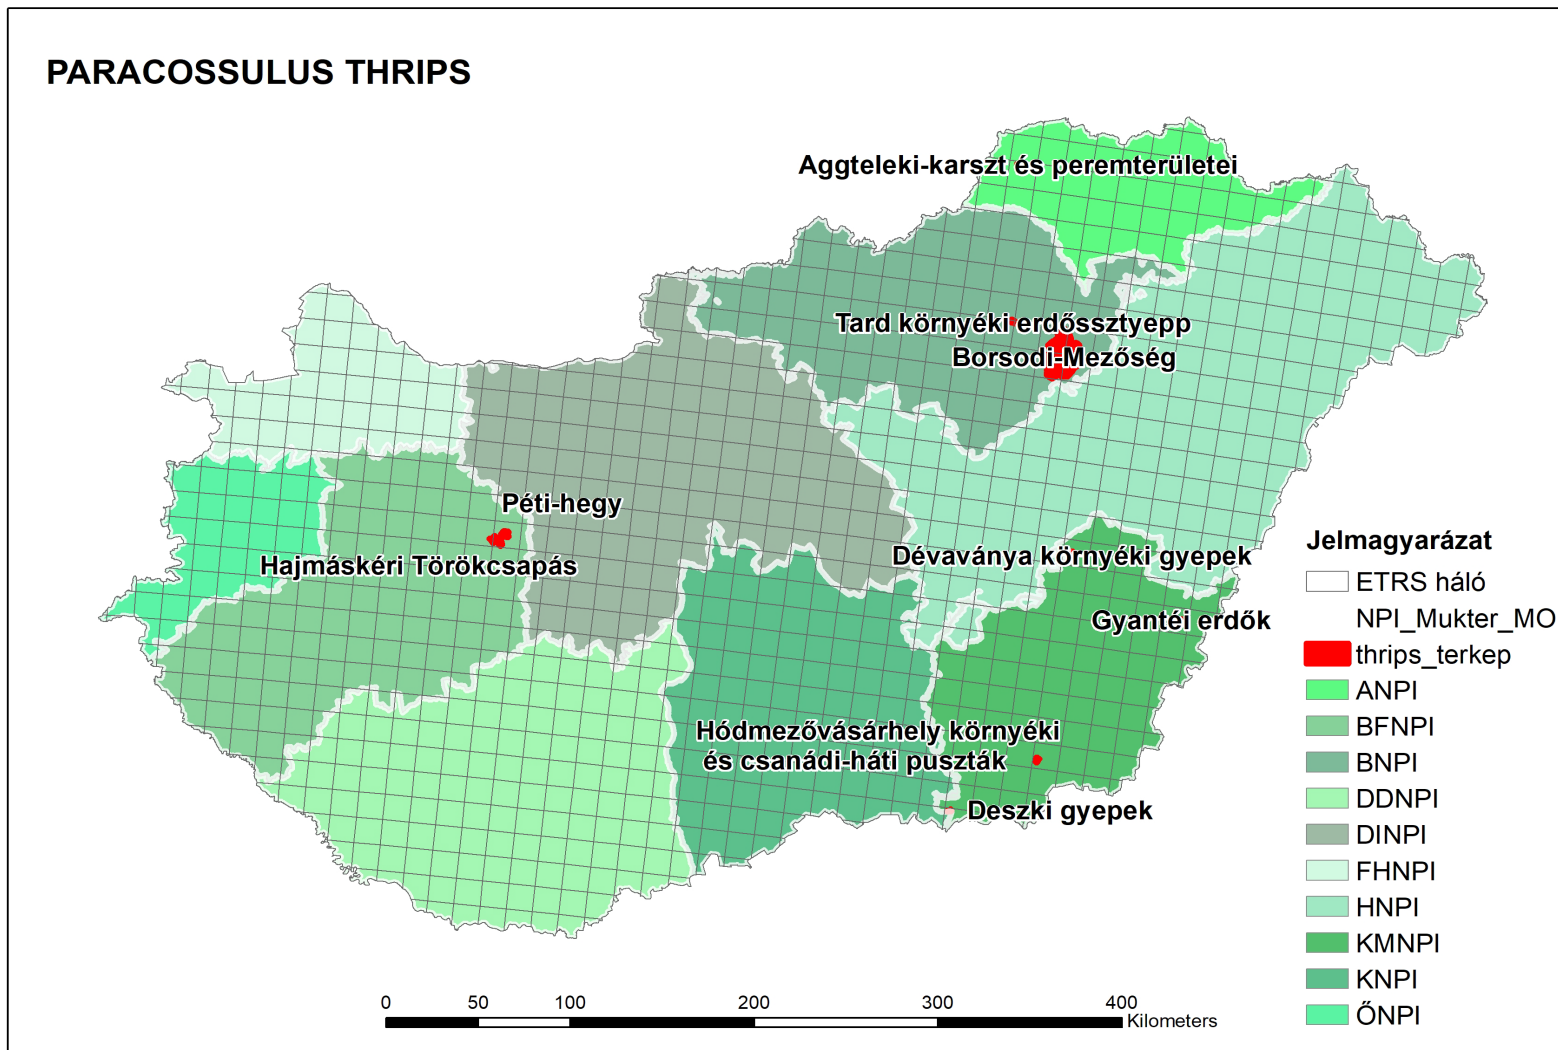 PARACOSSULUS THRIPS
Aggteleki-karszt és peremterületei
Tard környéki erdőssztyepp
Borsodi-Mezőség
Péti-hegy
Hajmáskéri Törökcsapás
Dévaványa környéki gyepek
Gyantéi erdők
Hódmezővásárhely környéki
és csanádi-háti puszták
Deszki gyepek
Jelmagyarázat
ETRS háló
NPI_Mukter_MO
thrips_terkep
ANPI
BFNPI
BNPI
DDNPI
DINPI
FHNPI
HNPI
KMNPI
KNPI
ŐNPI
0 50 100 200 300 400
Kilometers